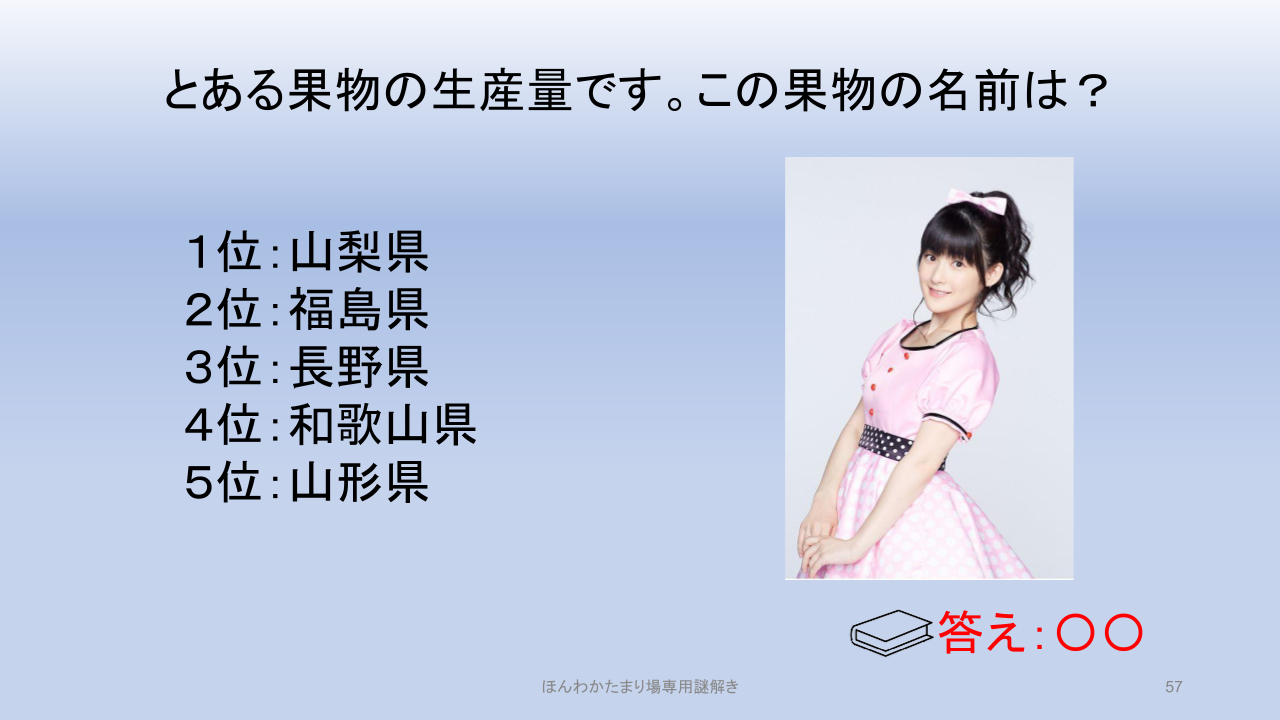 とある果物の生産量です。この果物の名前は？
１位：山梨県
２位：福島県
３位：長野県
４位：和歌山県
５位：山形県
答え：〇〇
ほんわかたまり場専用謎解き
57